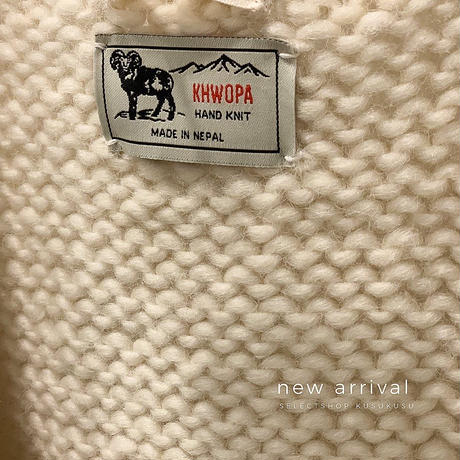 KHWOPA
HAND KNIT
MADE IN NEPAL
new arrival
SELECTSHOP KUSUKUSU